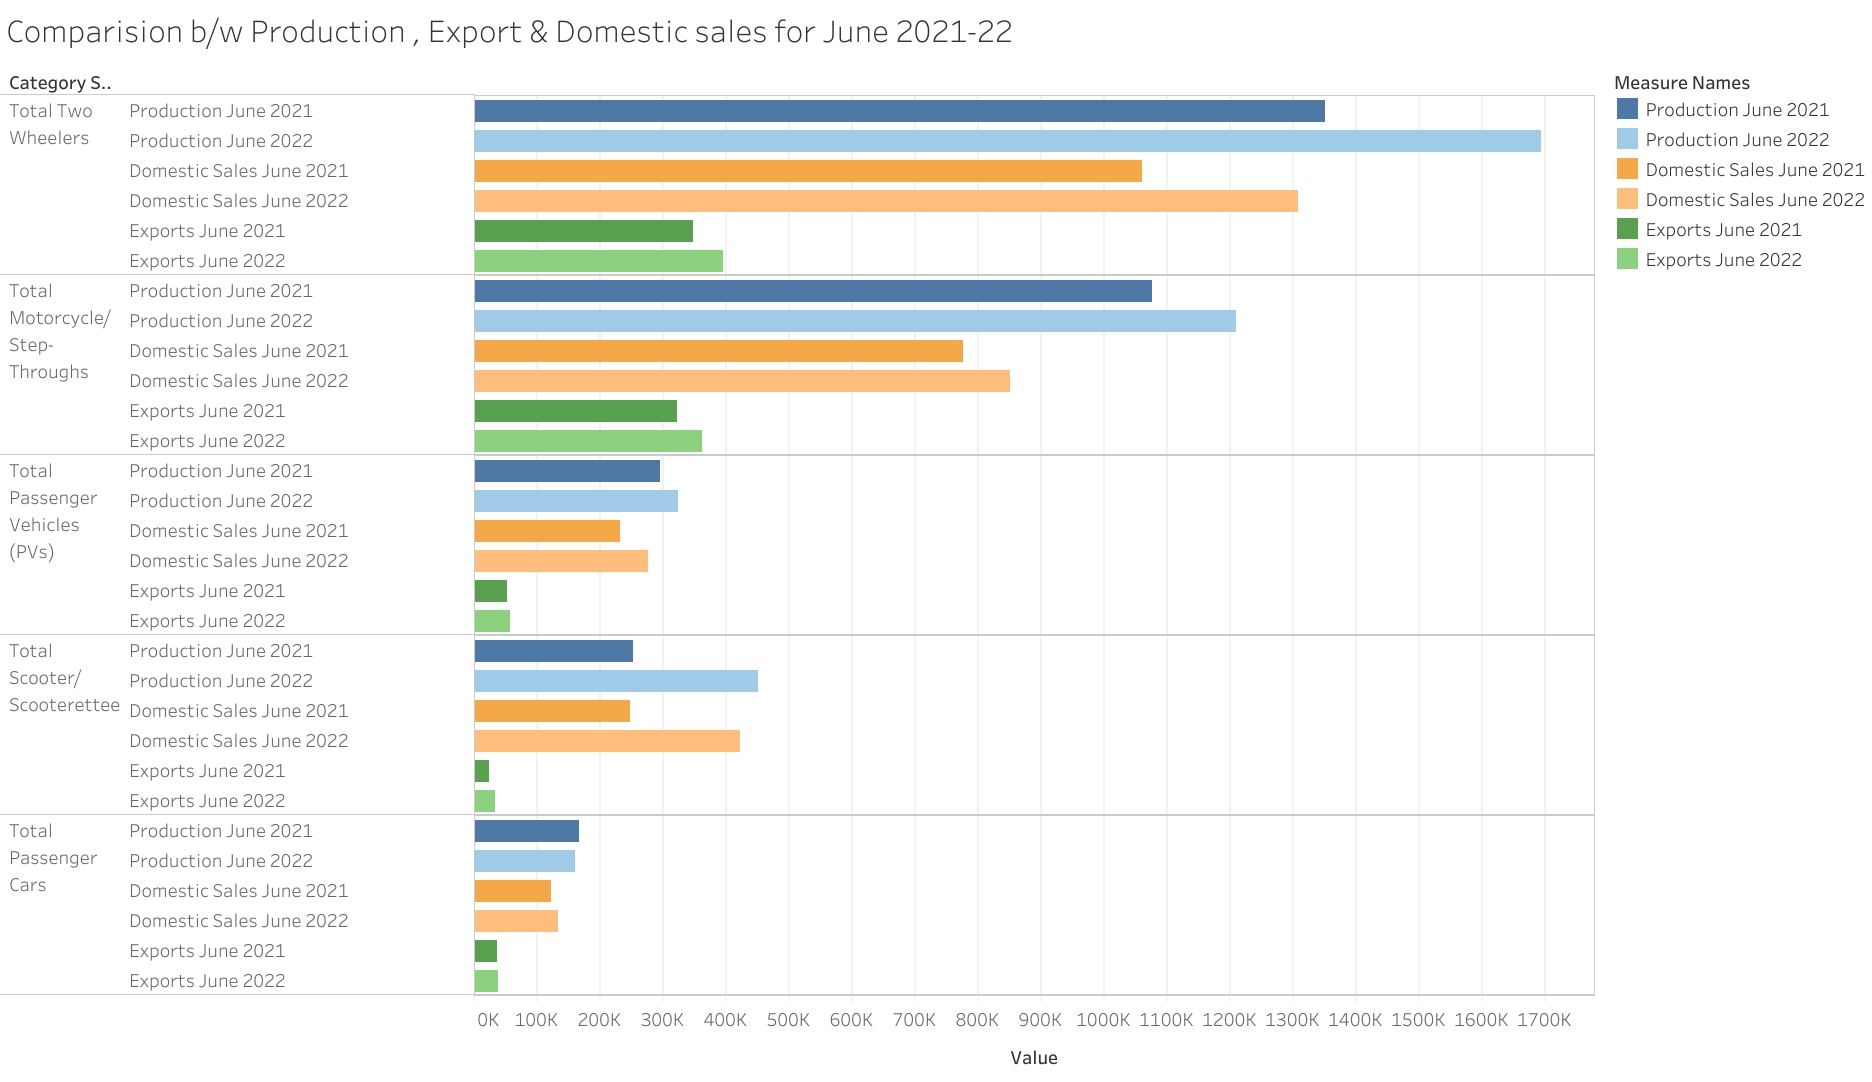 Comparision b/w Production , Export & Domestic sales for June 2021-22
Category S..
Total Two
Wheelers
Production June 2021
Production June 2022
Domestic Sales June 2021
Domestic Sales June 2022
Exports June 2021
Exports June 2022
Total
Motorcycle/
Step-
Throughs
Production June 2021
Production June 2022
Domestic Sales June 2021
Domestic Sales June 2022
Exports June 2021
Exports June 2022
Total
Passenger
Vehicles
(PVs)
Production June 2021
Production June 2022
Domestic Sales June 2021
Domestic Sales June 2022
Exports June 2021
Exports June 2022
Total
Scooter/
Scooterettee
Production June 2021
Production June 2022
Domestic Sales June 2021
Domestic Sales June 2022
Exports June 2021
Exports June 2022
Total
Passenger
Cars
Production June 2021
Production June 2022
Domestic Sales June 2021
Domestic Sales June 2022
Exports June 2021
Exports June 2022
0K 100K 200K 300K 400K 500K 600K 700K 800K 900K 1000K 1100K 1200K 1300K 1400K 1500K 1600K 1700K
Value
Measure Names
Production June 2021
Production June 2022
Domestic Sales June 2021
Domestic Sales June 2022
Exports June 2021
Exports June 2022